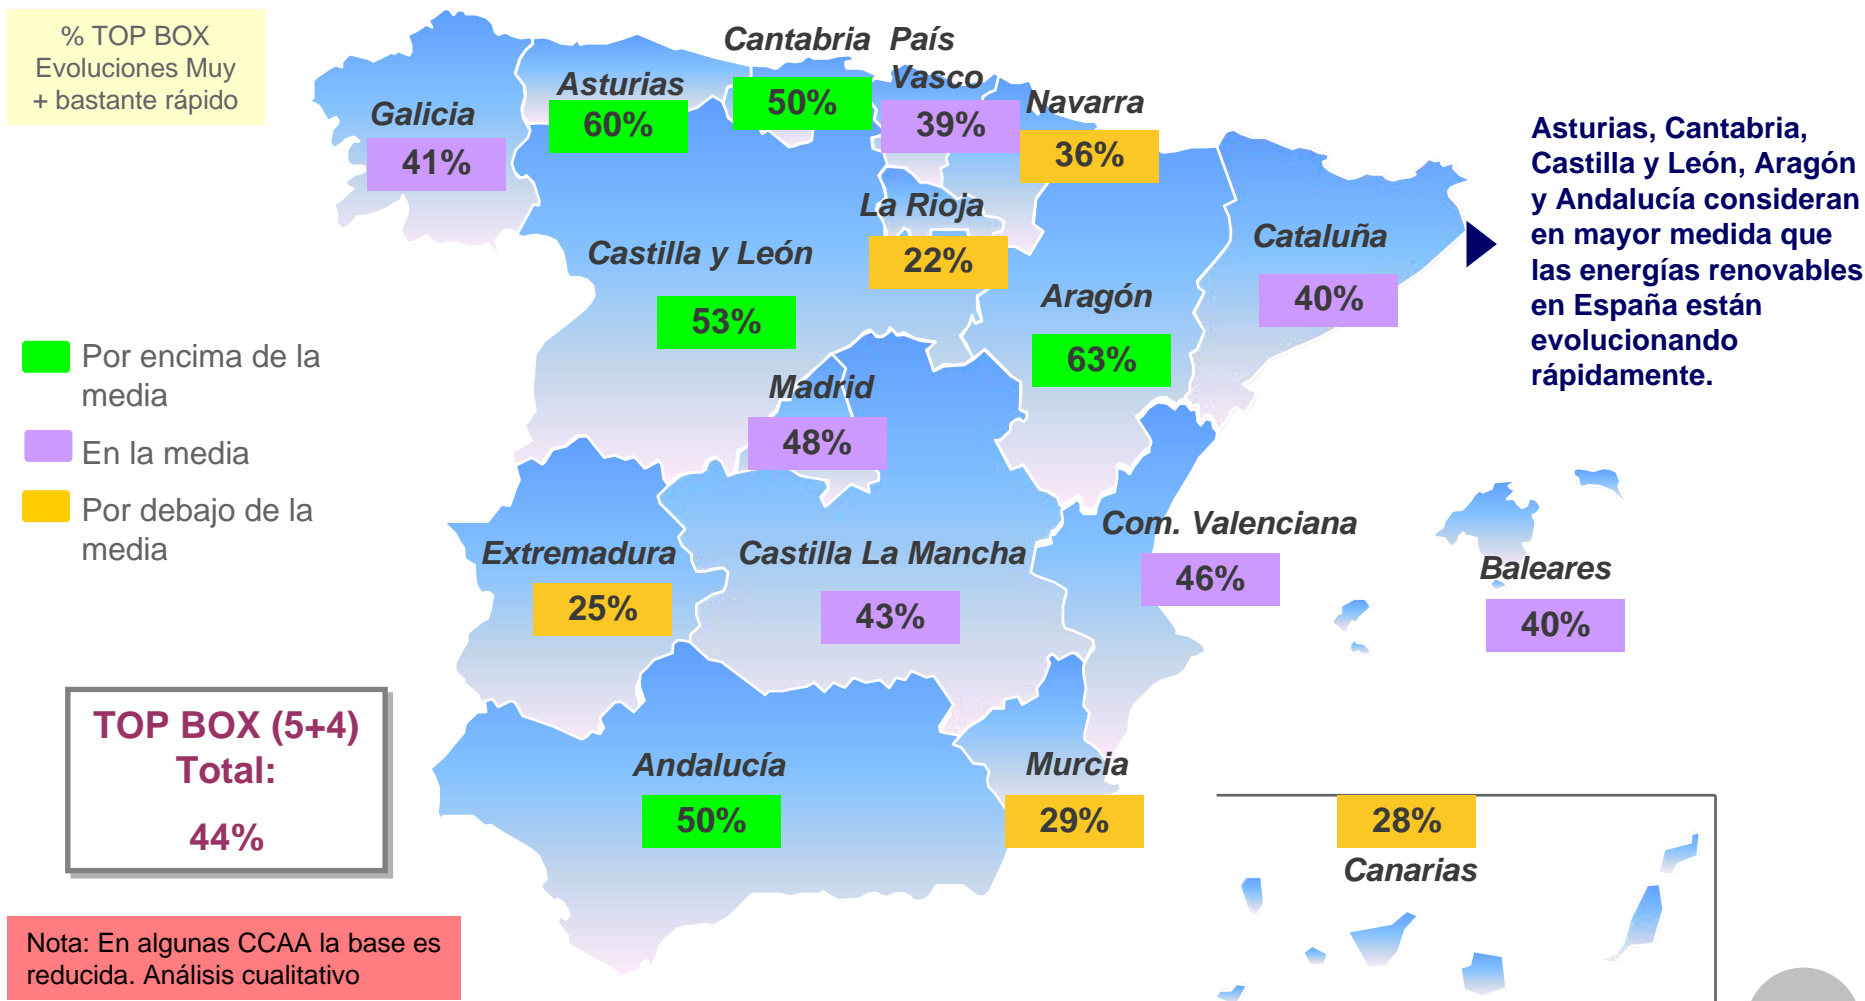 % TOP BOX
Evoluciones Muy
+ bastante rápido
Cantabria
50%
País
Vasco
39%
Asturias
60%
Navarra
36%
Galicia
41%
La Rioja
22%
Castilla y León
53%
Cataluña
40%
Aragón
63%
Asturias, Cantabria,
Castilla y León, Aragón
y Andalucía consideran
en mayor medida que
las energías renovables
en España están
evolucionando
rápidamente.
Por encima de la
media
En la media
Por debajo de la
media
Madrid
48%
Com. Valenciana
46%
Extremadura
25%
Castilla La Mancha
43%
Baleares
40%
TOP BOX (5+4)
Total:
44%
Andalucía
50%
Murcia
29%
28%
Canarias
Nota: En algunas CCAA la base es
reducida. Análisis cualitativo